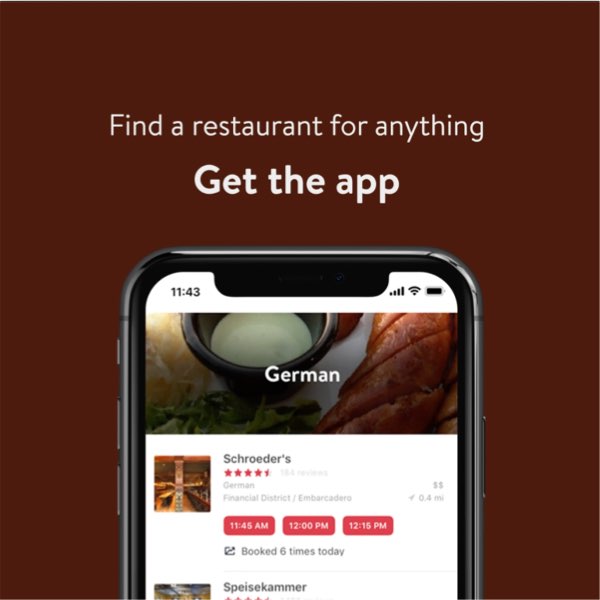 Find a restaurant for anything
Get the app
11:43
German
Schroeder's
184 reviews
German
$$
Financial District / Embarcadero
0.4 mi
11:45 AM
12:00 PM
12:15 PM
Booked 6 times today
Speisekammer